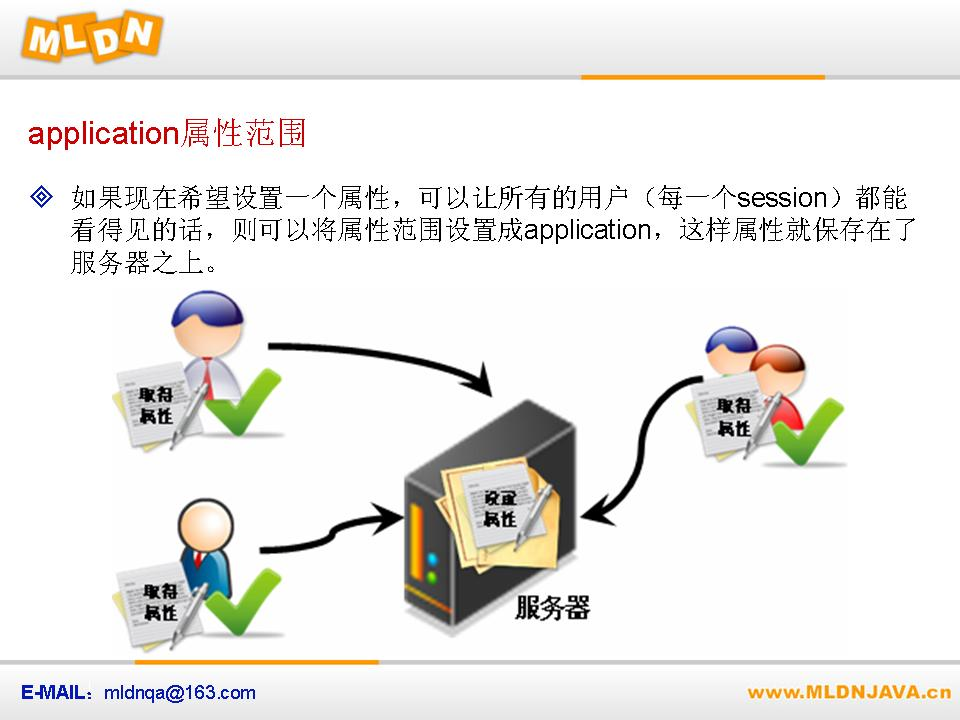 MLDN
application属性范围
如果现在希望设置一个属性，可以让所有的用户（每一个session）都能
看得见的话，则可以将属性范围设置成application，这样属性就保存在了
服务器之上。
取得
属性
取得
属性
设置
属性
取得
属性
服务器
E-MAIL：mldnqa@163.com
www.MLDNJAVA.cn